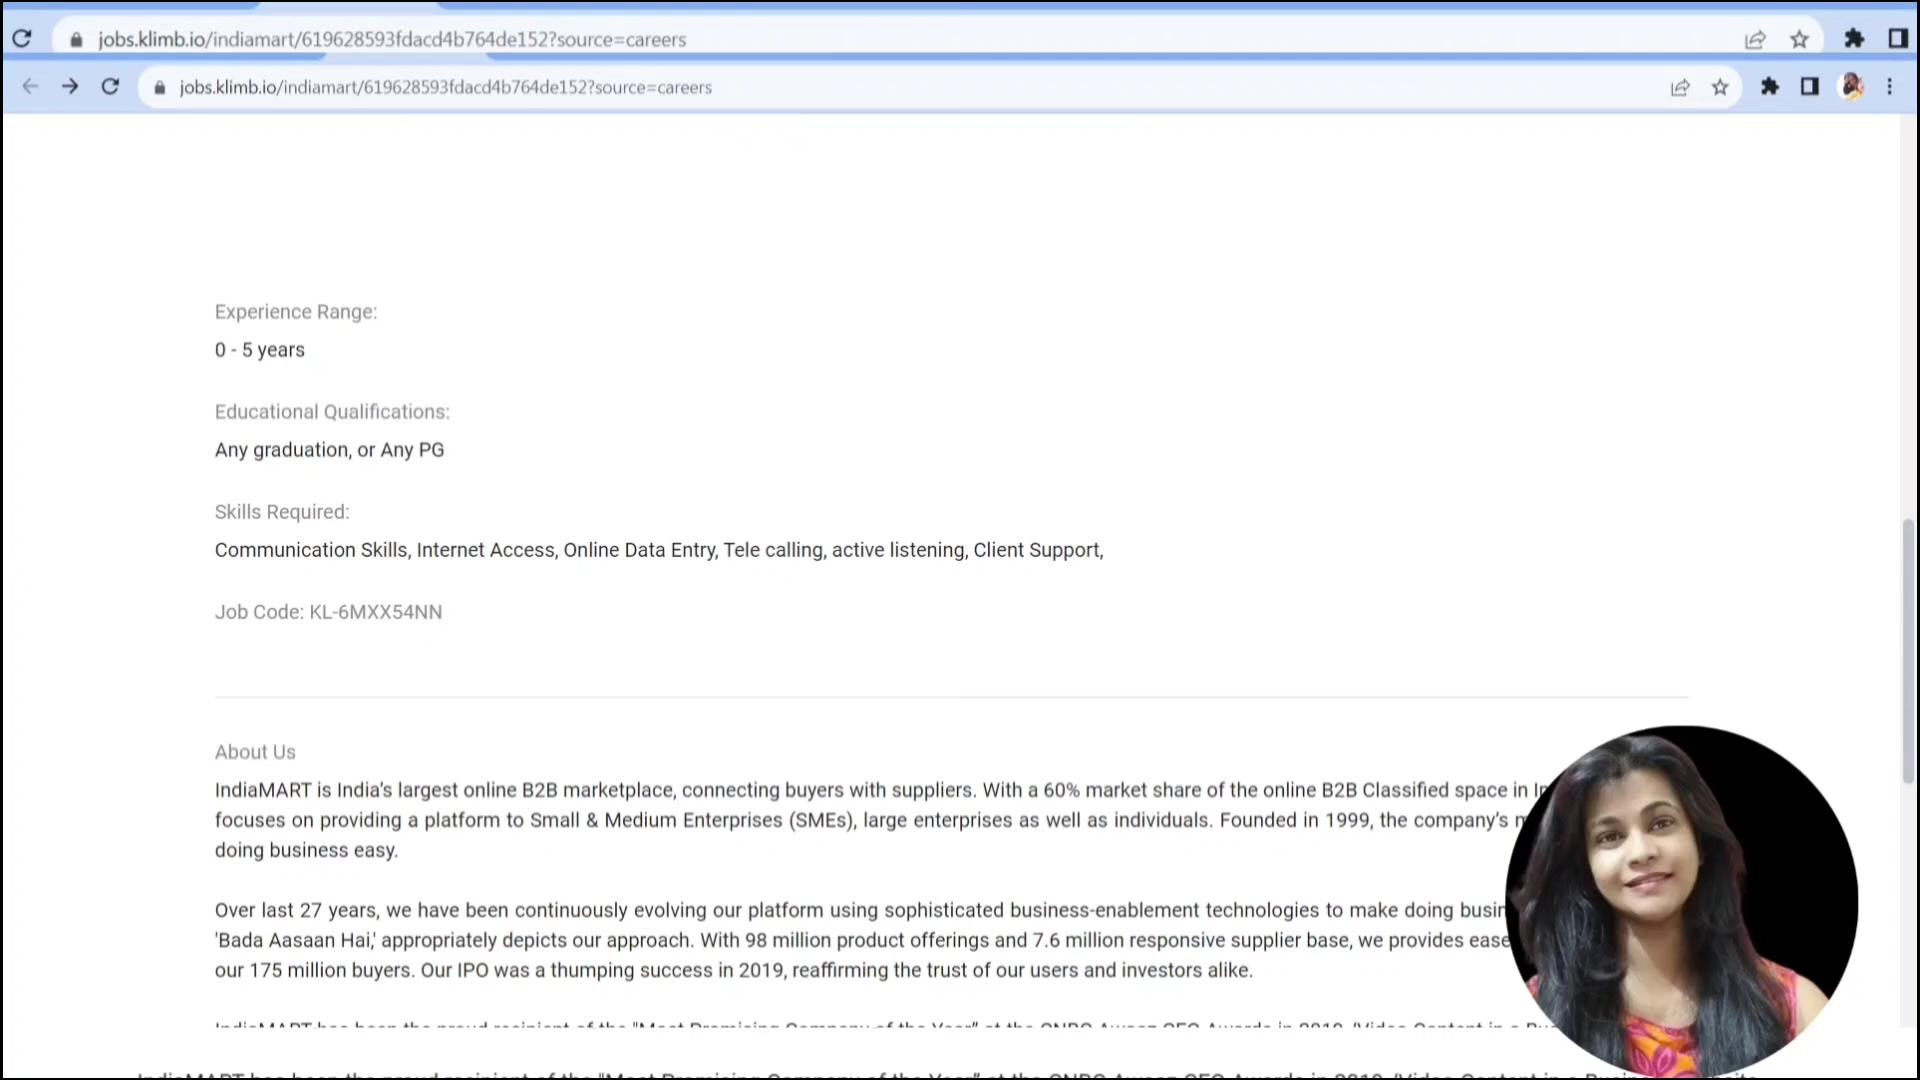 jobs.klimb.io/indiamart/619628593fdacd4b764de152?source=careers
jobs.klimb.io/indiamart/619628593fdacd4b764de152?source=careers
Experience Range:
0 - 5 years
Educational Qualifications:
Any graduation, or Any PG
Skills Required:
Communication Skills, Internet Access, Online Data Entry, Tele calling, active listening, Client Support,
Job Code: KL-6MXX54NN
About Us
IndiaMART is India's largest online B2B marketplace, connecting buyers with suppliers. With a 60% market share of the online B2B Classified space in
focuses on providing a platform to Small & Medium Enterprises (SMEs), large enterprises as well as individuals. Founded in 1999, the company's
doing business easy.
Over last 27 years, we have been continuously evolving our platform using sophisticated business-enablement technologies to make doing
'Bada Aasaan Hai,' appropriately depicts our approach. With 98 million product offerings and 7.6 million responsive supplier base, we provides ease
our 175 million buyers. Our IPO was a thumping success in 2019, reaffirming the trust of our users and investors alike.